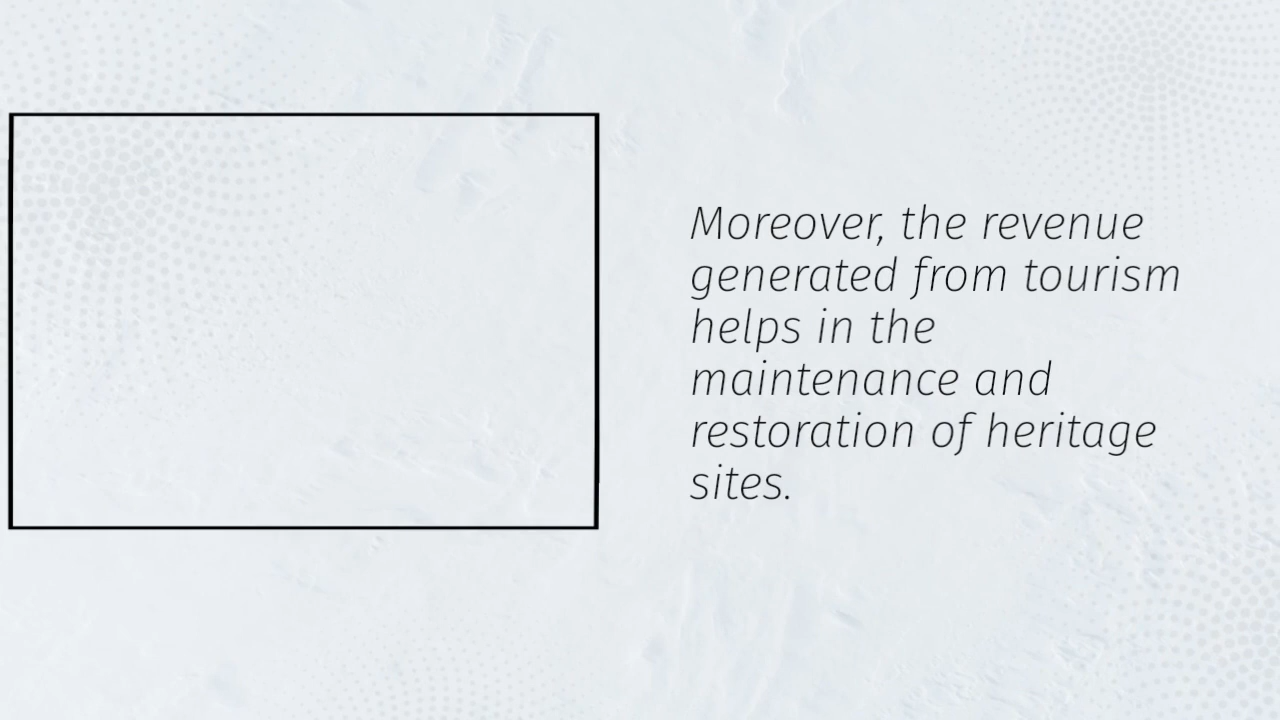 Moreover, the revenue
generated from tourism
helps in the
maintenance and
restoration of heritage
sites.